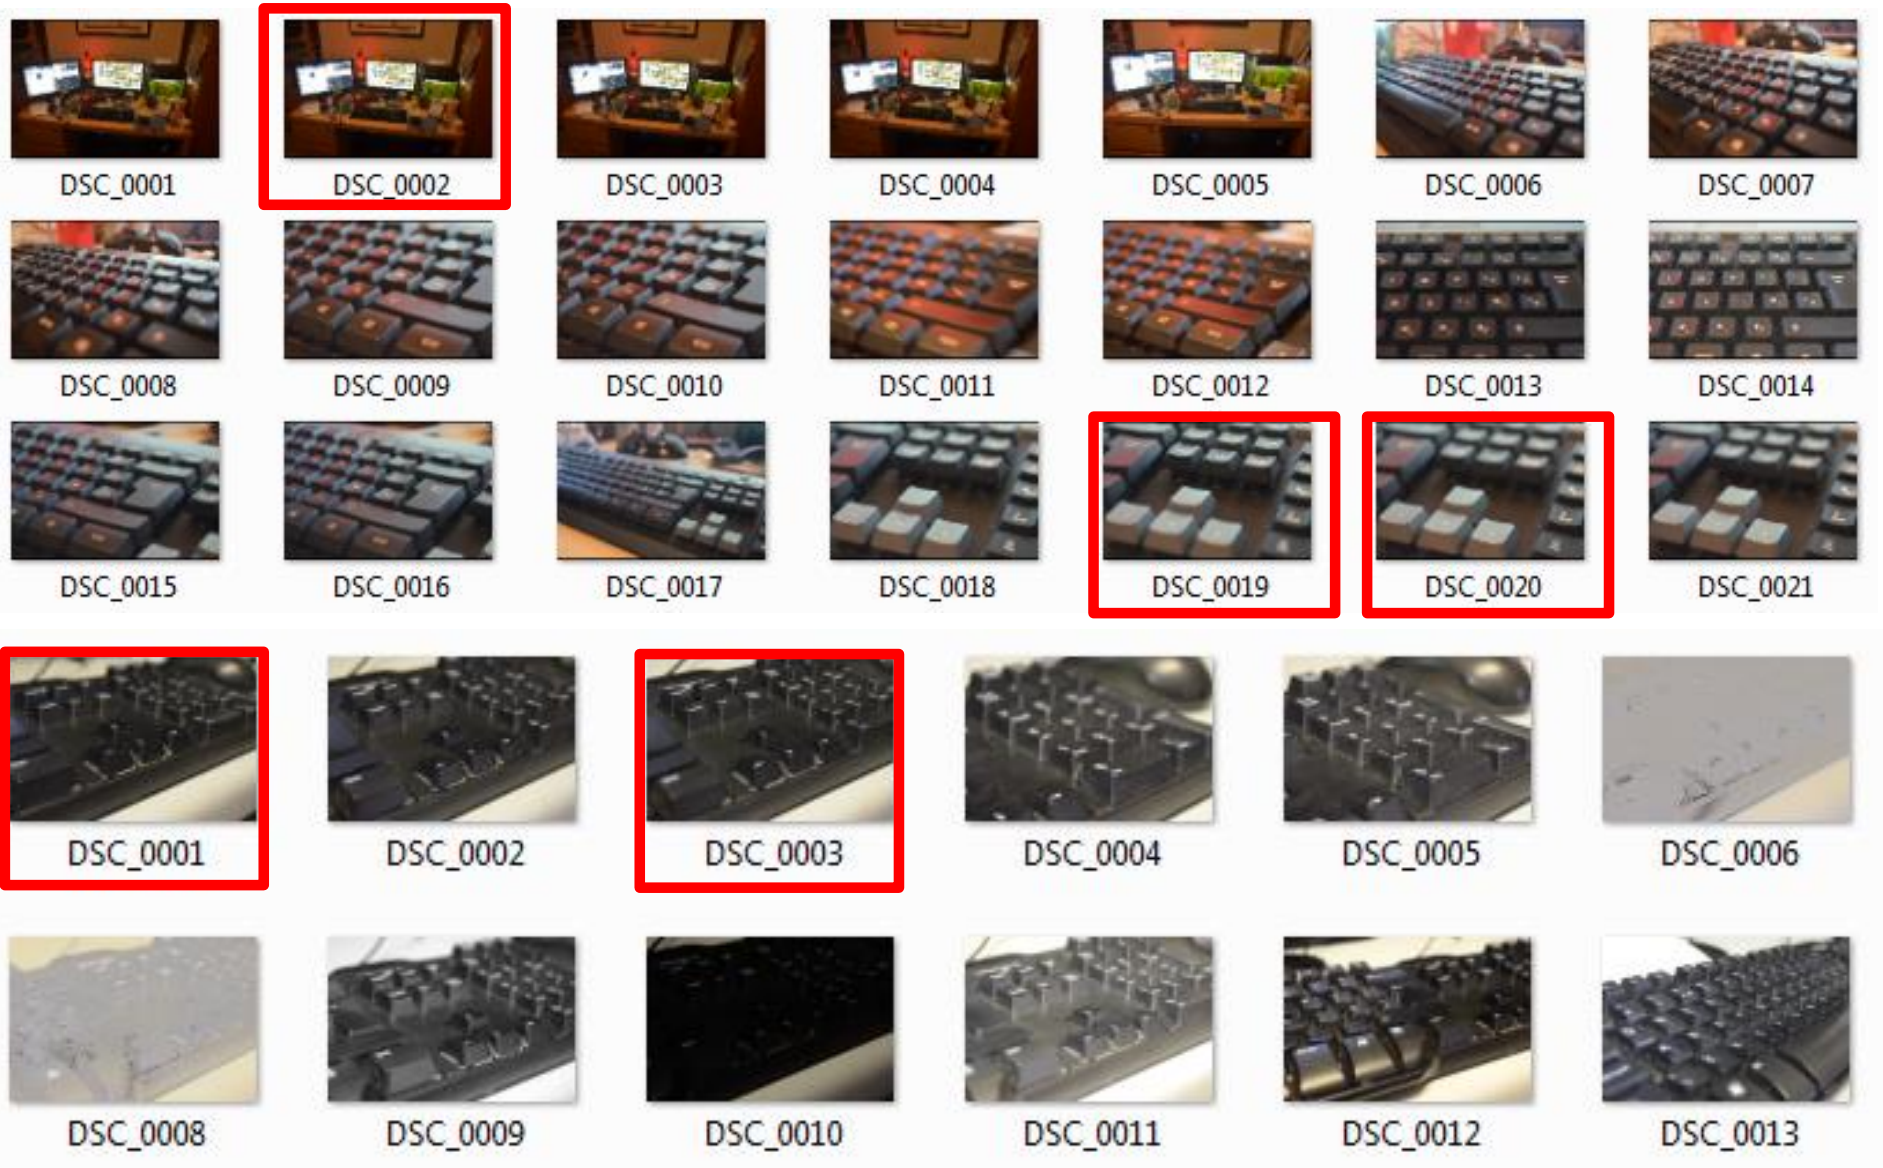 DSC_0001 DSC_0002 DSC_0003 DSC_0004 DSC_0005 DSC_0006 DSC_0007
DSC_0008 DSC_0009 DSC_0010 DSC_0011 DSC_0012 DSC_0013 DSC_0014
DSC_0015 DSC_0016 DSC_0017 DSC_0018 DSC_0019 DSC_0020 DSC_0021
DSC_0001 DSC_0002 DSC_0003 DSC_0004 DSC_0005 DSC_0006
DSC_0008 DSC_0009 DSC_0010 DSC_0011 DSC_0012 DSC_0013